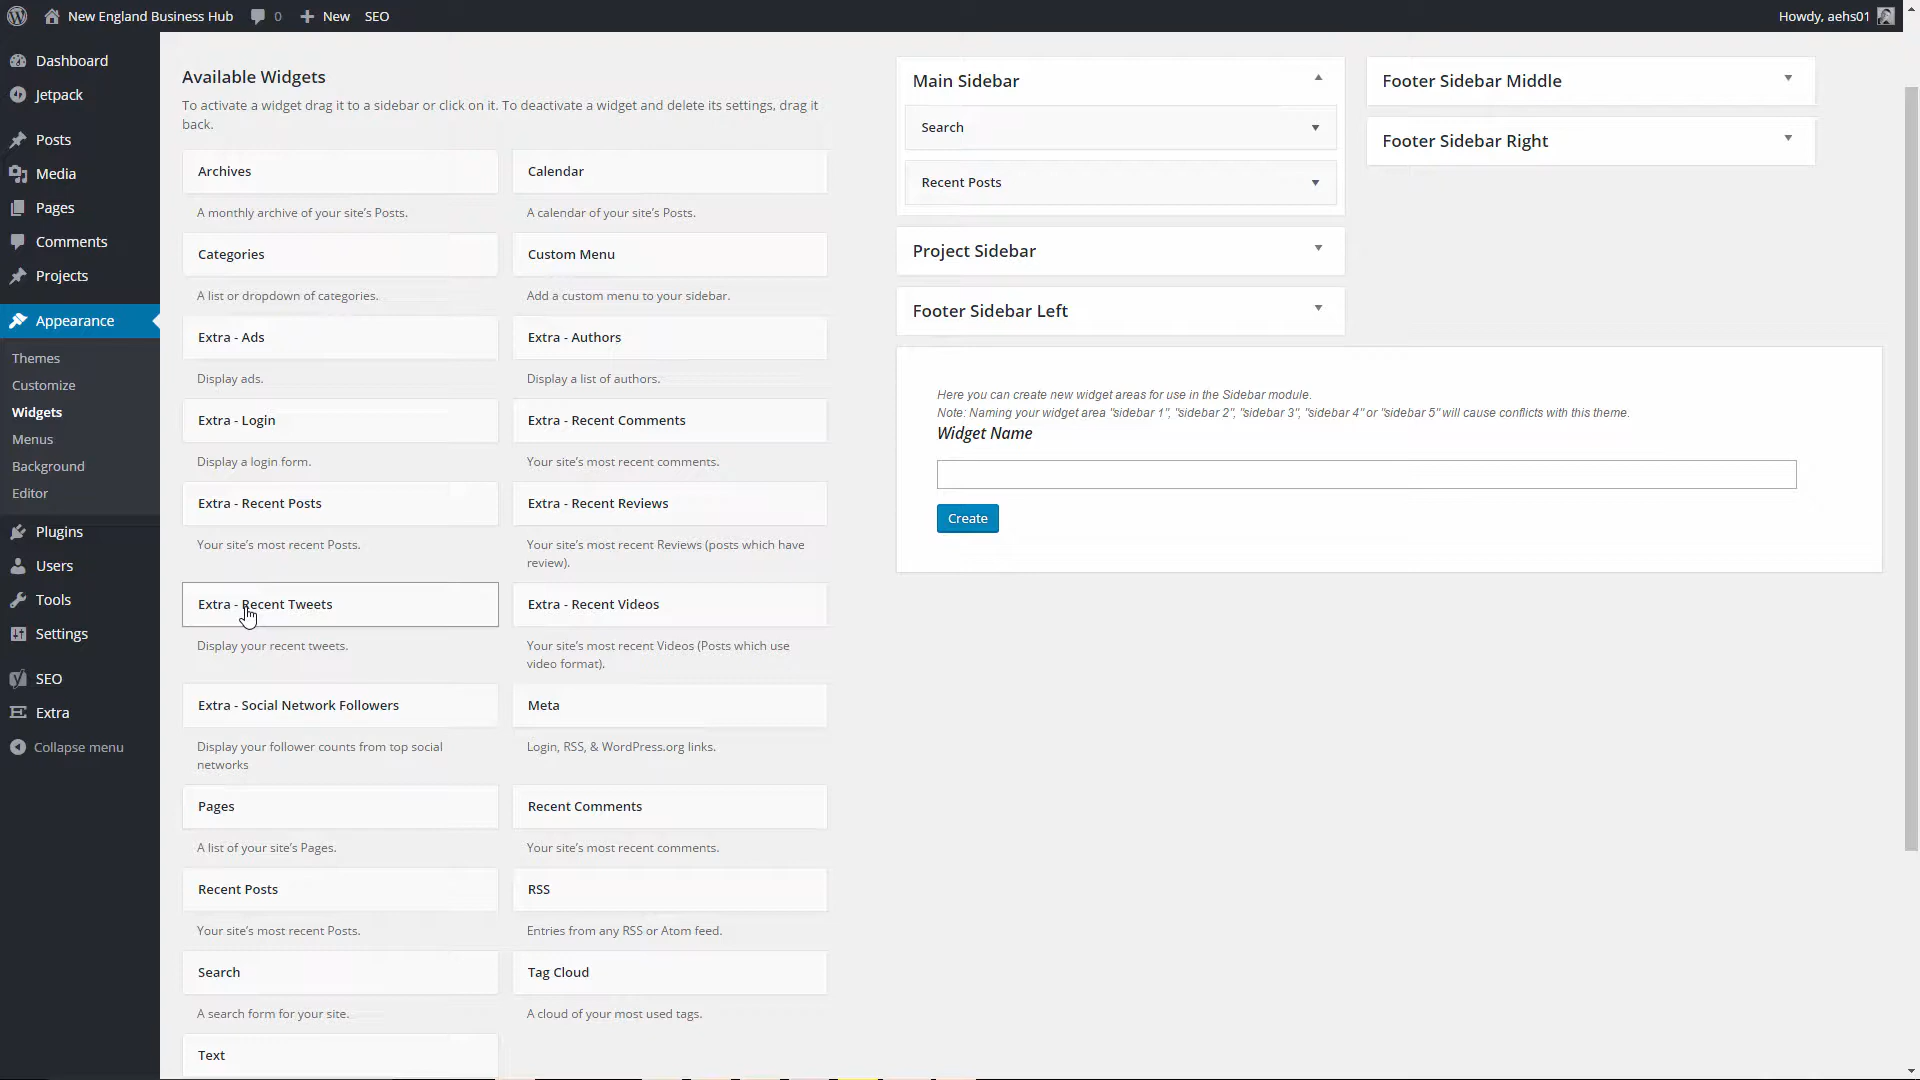 New England Business Hub
0
New
SEO
Howdy, aehs01
Dashboard
Jetpack
Posts
Media
Pages
Comments
Projects
Appearance
Themes
Customize
Widgets
Menus
Background
Editor
Plugins
Users
Tools
Settings
SEO
Extra
Collapse menu
Available Widgets
To activate a widget drag it to a sidebar or click on it. To deactivate a widget and delete its settings, drag it
back.
Archives
A monthly archive of your site's Posts.
Calendar
A calendar of your site's Posts.
Categories
A list or dropdown of categories.
Custom Menu
Add a custom menu to your sidebar.
Extra - Ads
Display ads.
Extra - Authors
Display a list of authors.
Extra - Login
Display a login form.
Extra - Recent Comments
Your site's most recent comments.
Extra - Recent Posts
Your site's most recent Posts.
Extra - Recent Reviews
Your site's most recent Reviews (posts which have
review).
Extra - Recent Tweets
Display your recent tweets.
Extra - Recent Videos
Your site's most recent Videos (Posts which use
video format).
Extra - Social Network Followers
Display your follower counts from top social
networks
Meta
Login, RSS, & WordPress.org links.
Pages
A list of your site's Pages.
Recent Comments
Your site's most recent comments.
Recent Posts
Your site's most recent Posts.
RSS
Entries from any RSS or Atom feed.
Search
A search form for your site.
Tag Cloud
A cloud of your most used tags.
Text
Main Sidebar
Search
Recent Posts
Project Sidebar
Footer Sidebar Left
Footer Sidebar Middle
Footer Sidebar Right
Here you can create new widget areas for use in the Sidebar module.
Note: Naming your widget area "sidebar 1", "sidebar 2", "sidebar 3", "sidebar 4" or "sidebar 5" will cause conflicts with this theme.
Widget Name
Create